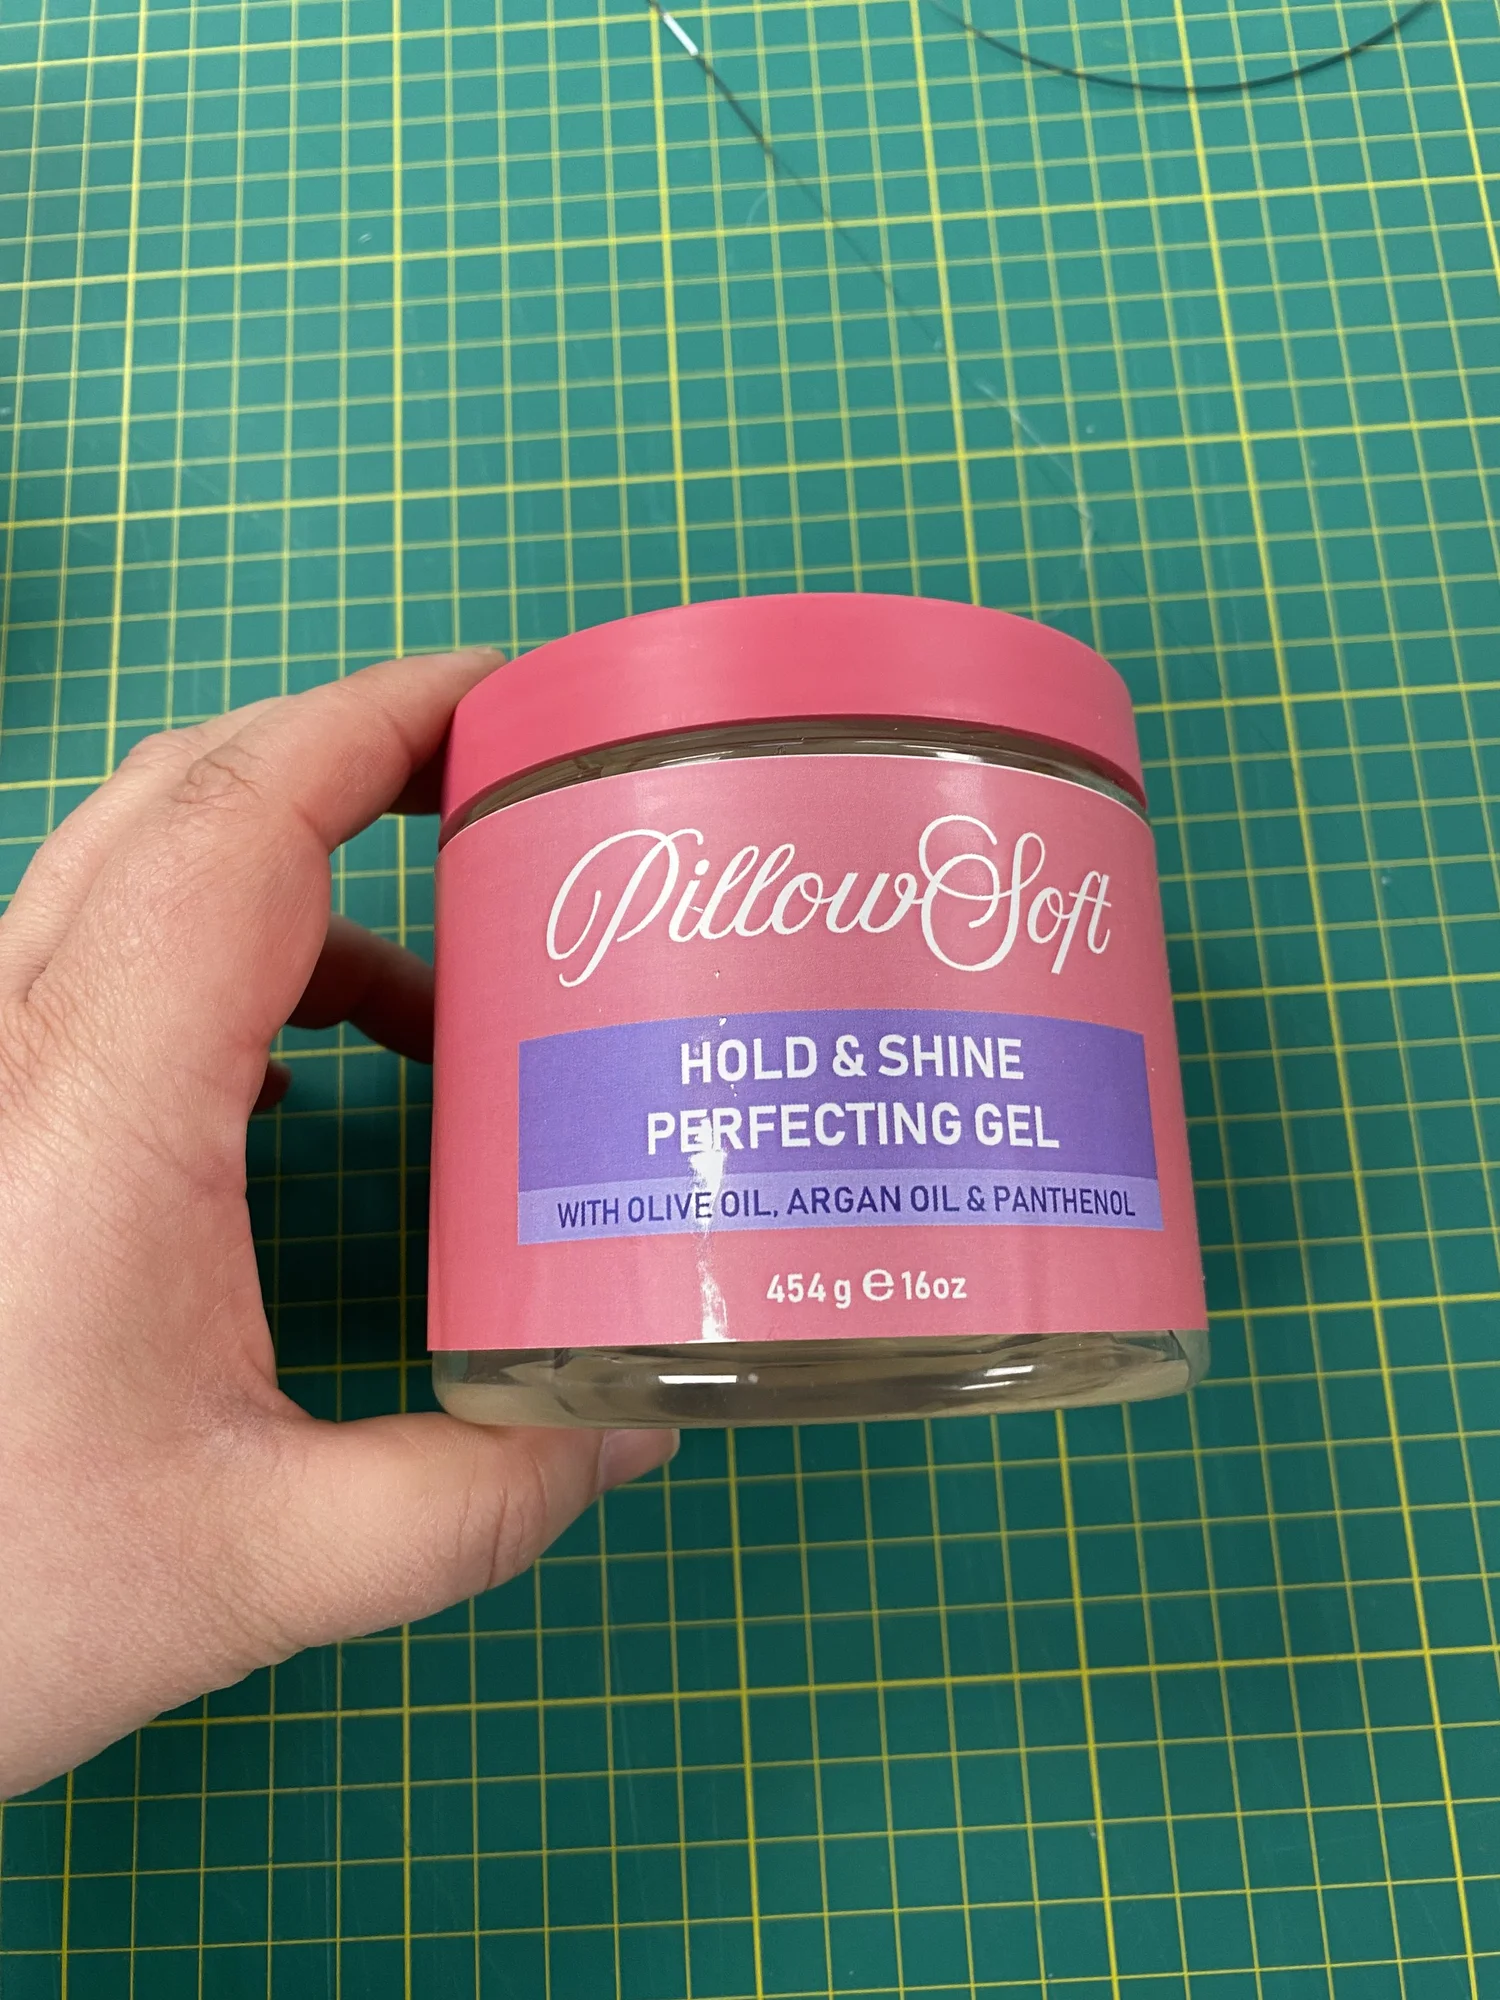 PillowSoft
HOLD & SHINE
PERFECTING GEL
WITH OLIVE OIL, ARGAN OIL & PANTHENOL
454 g ℮ 16oz